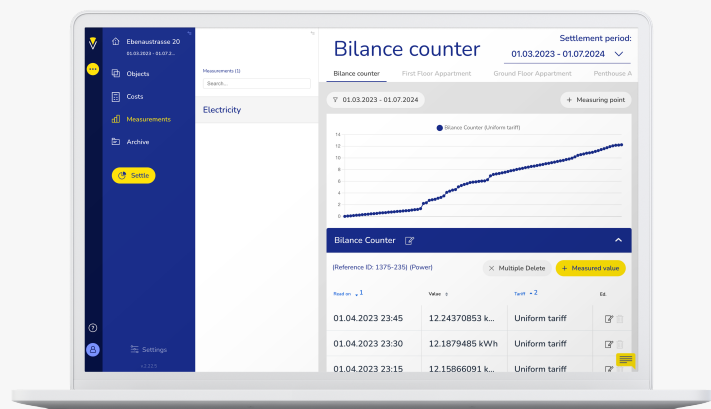 Ebenaustrasse 20
01.03.2023 - 01.07.2...
Objects
Costs
Measurements
Archive
Settle
Settings
v.2.22.5
Measurements (1)
Search...
Electricity
Bilance counter
Settlement period:
01.03.2023 - 01.07.2024
Bilance counter First Floor Appartment Ground Floor Appartment Penthouse A
01.03.2023 - 01.07.2024
+ Measuring point
Bilance Counter (Uniform tariff)
14
12
10
8
6
4
2
0
Bilance Counter
(Reference ID: 1375-235) (Power)
Multiple Delete
+ Measured value
Read on 1 Value Tariff 2 Ed.
01.04.2023 23:45 12.24370853 k... Uniform tariff
01.04.2023 23:30 12.1879485 kWh Uniform tariff
01.04.2023 23:15 12.15866091 k... Uniform tariff